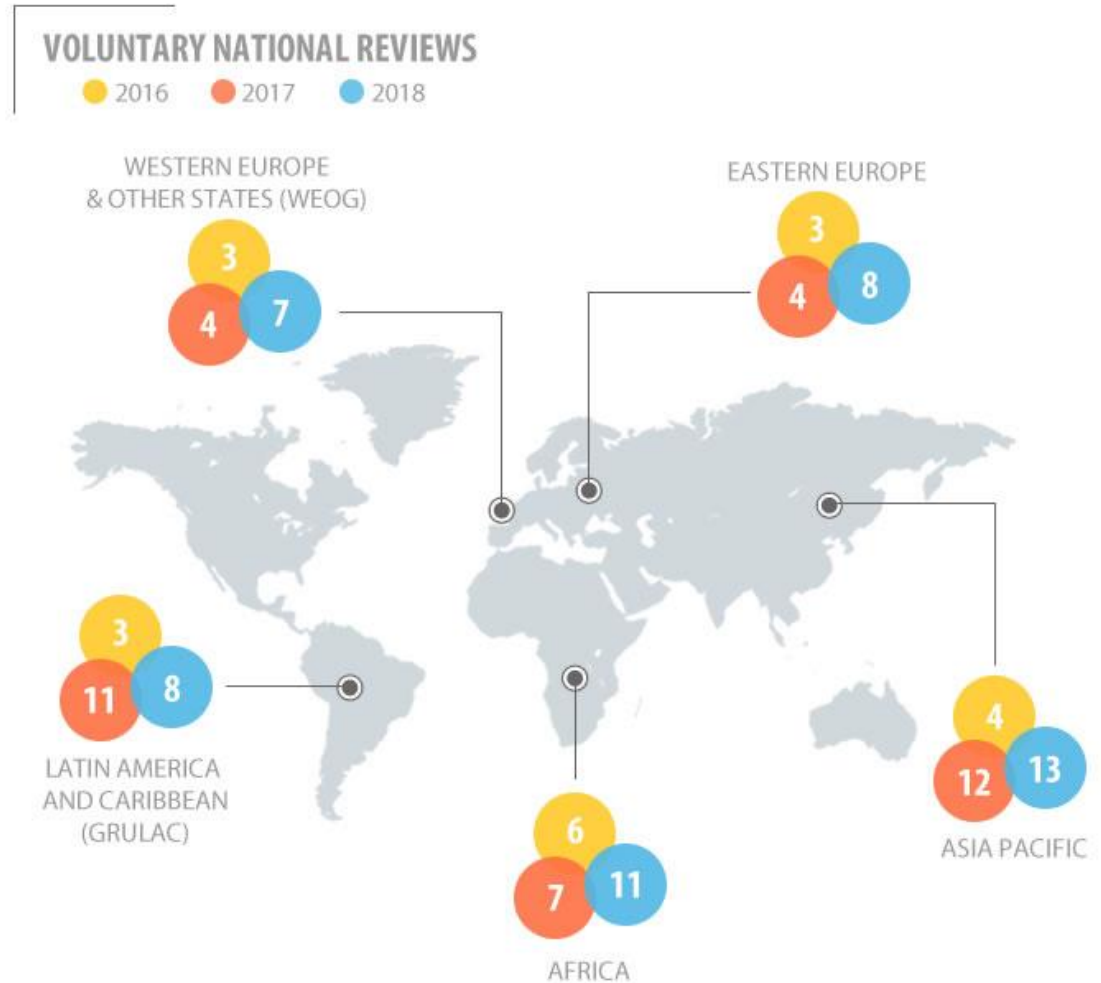 VOLUNTARY NATIONAL REVIEWS
2016 2017 2018
WESTERN EUROPE
& OTHER STATES (WEOG)
3
4
7
EASTERN EUROPE
3
4
8
3
11
8
LATIN AMERICA
AND CARIBBEAN
(GRULAC)
6
7
11
AFRICA
4
12
13
ASIA PACIFIC